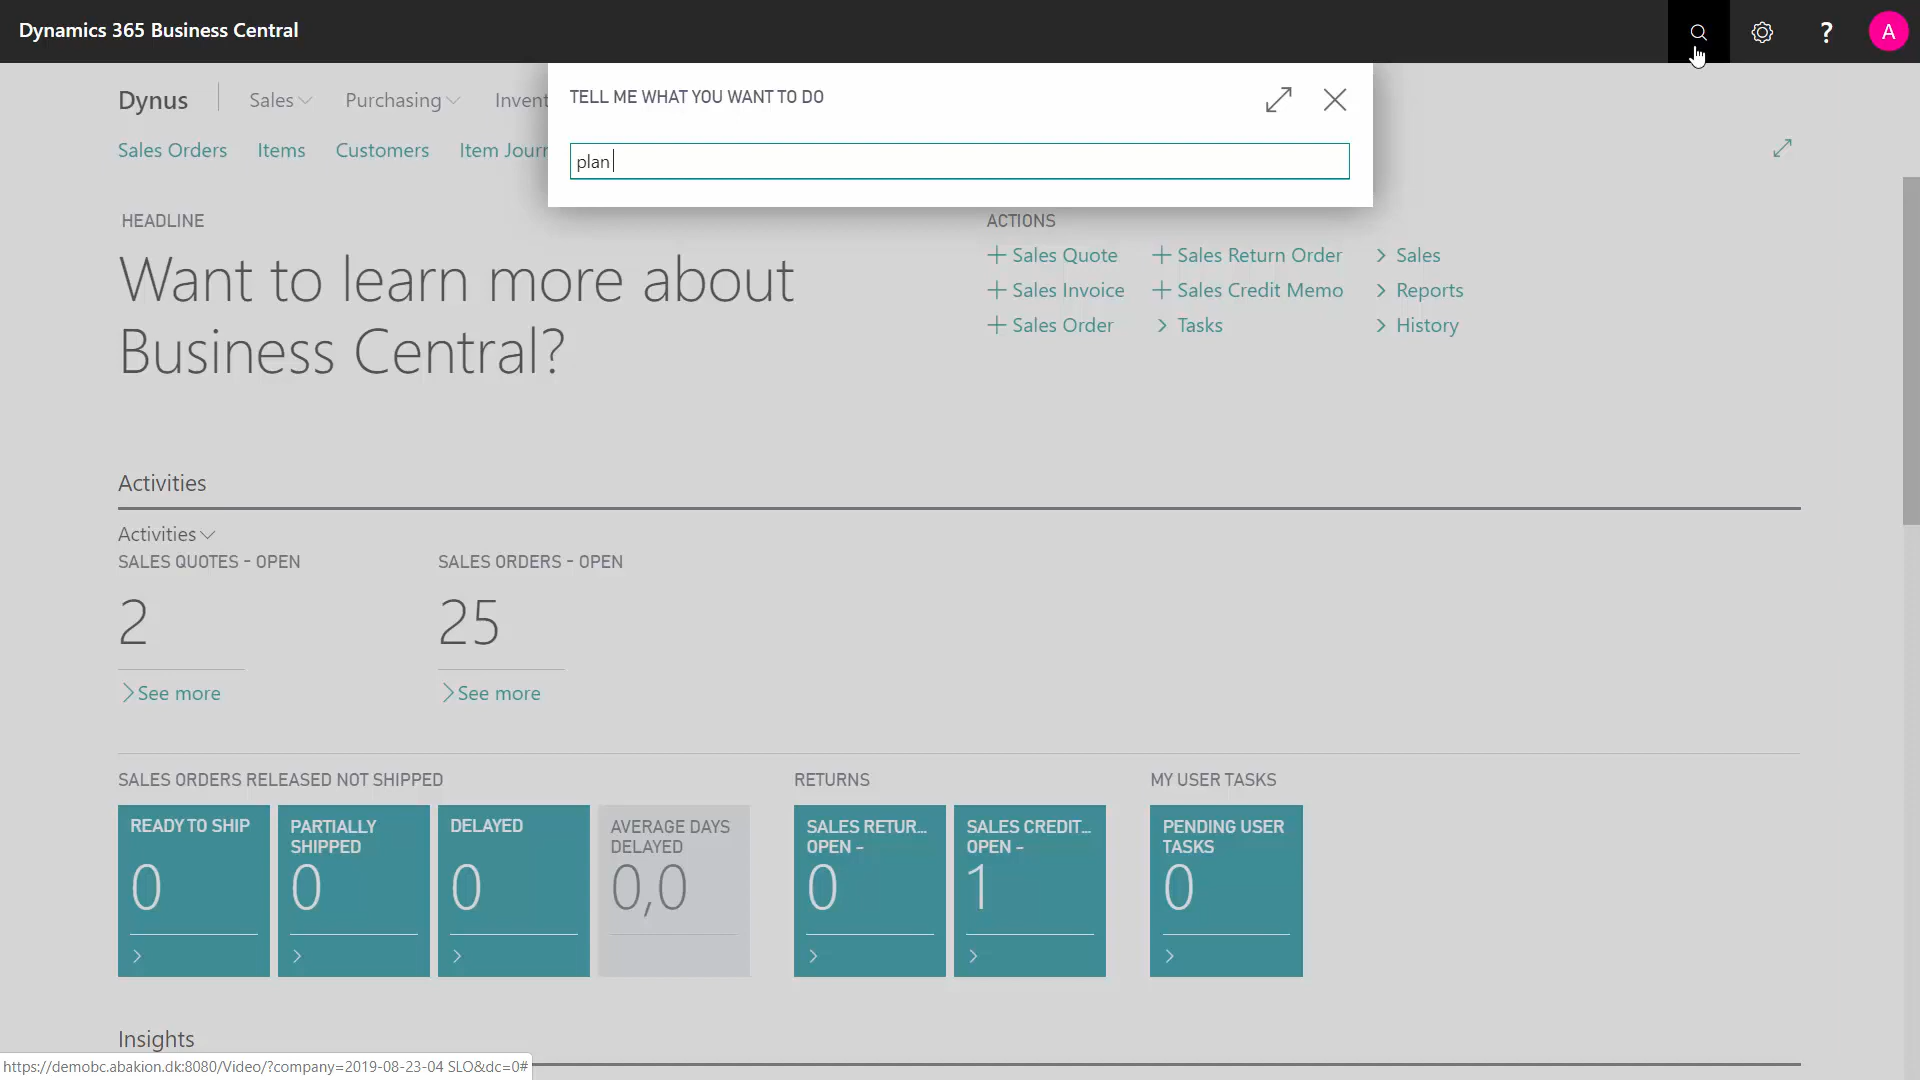 Dynamics 365 Business Central
?
A
Dynus
Sales
Purchasing
Invent
TELL ME WHAT YOU WANT TO DO
plan
Sales Orders
Items
Customers
Item Journ
HEADLINE
Want to learn more about
Business Central?
ACTIONS
Sales Quote
Sales Return Order
Sales
Sales Invoice
Sales Credit Memo
Reports
Sales Order
Tasks
History
Activities
Activities
SALES QUOTES - OPEN
SALES ORDERS - OPEN
2
25
See more
See more
SALES ORDERS RELEASED NOT SHIPPED
RETURNS
MY USER TASKS
READY TO SHIP
0
PARTIALLY
SHIPPED
0
DELAYED
0
AVERAGE DAYS
DELAYED
0,0
SALES RETUR...
OPEN -
0
SALES CREDIT...
OPEN -
1
PENDING USER
TASKS
0
Insights
https://demobc.abakion.dk:8080/Video/?company=2019-08-23-04 SLO&dc=0#